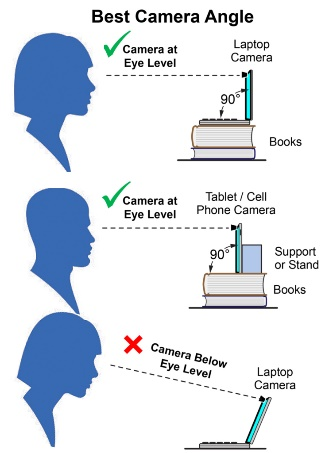 Best Camera Angle
Camera at
Eye Level
Laptop
Camera
90°
Books
Camera at
Eye Level
Tablet / Cell
Phone Camera
90°
Support
or Stand
Books
Camera Below
Eye Level
Laptop
Camera